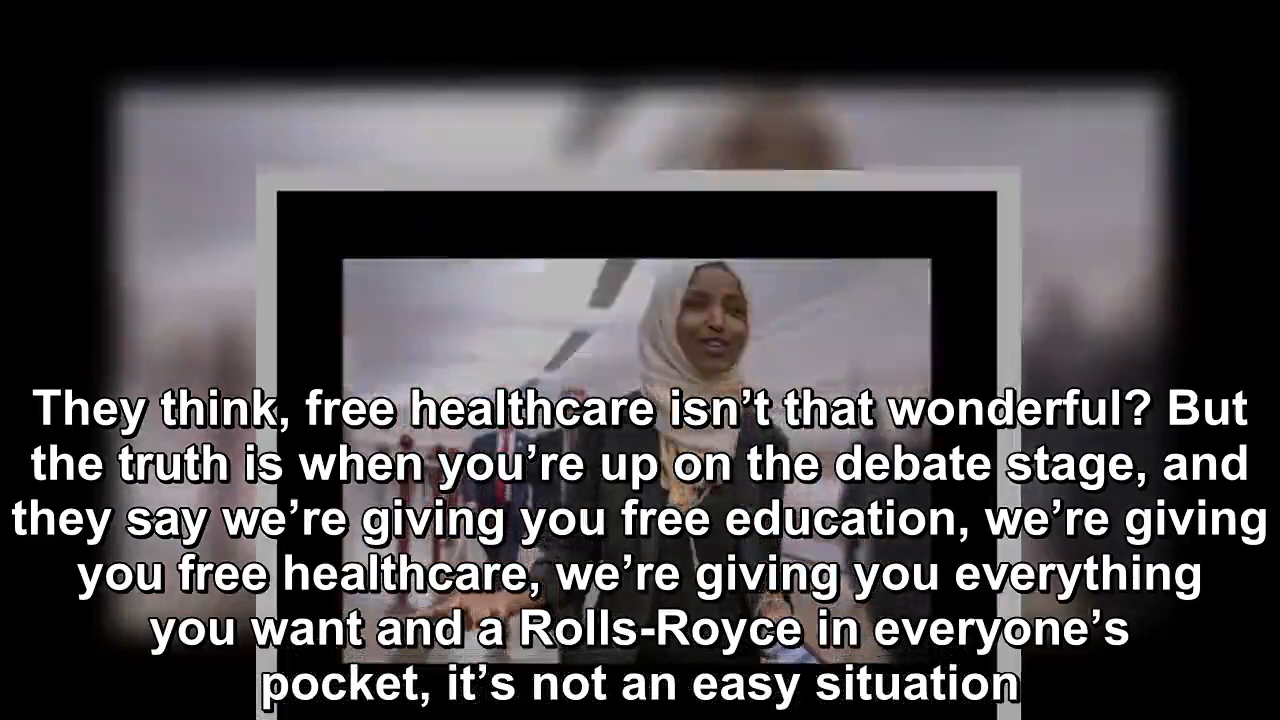 They think, free healthcare isn’t that wonderful? But
the truth is when you’re up on the debate stage, and
they say we’re giving you free education, we’re giving
you free healthcare, we’re giving you everything
you want and a Rolls-Royce in everyone’s
pocket, it’s not an easy situation